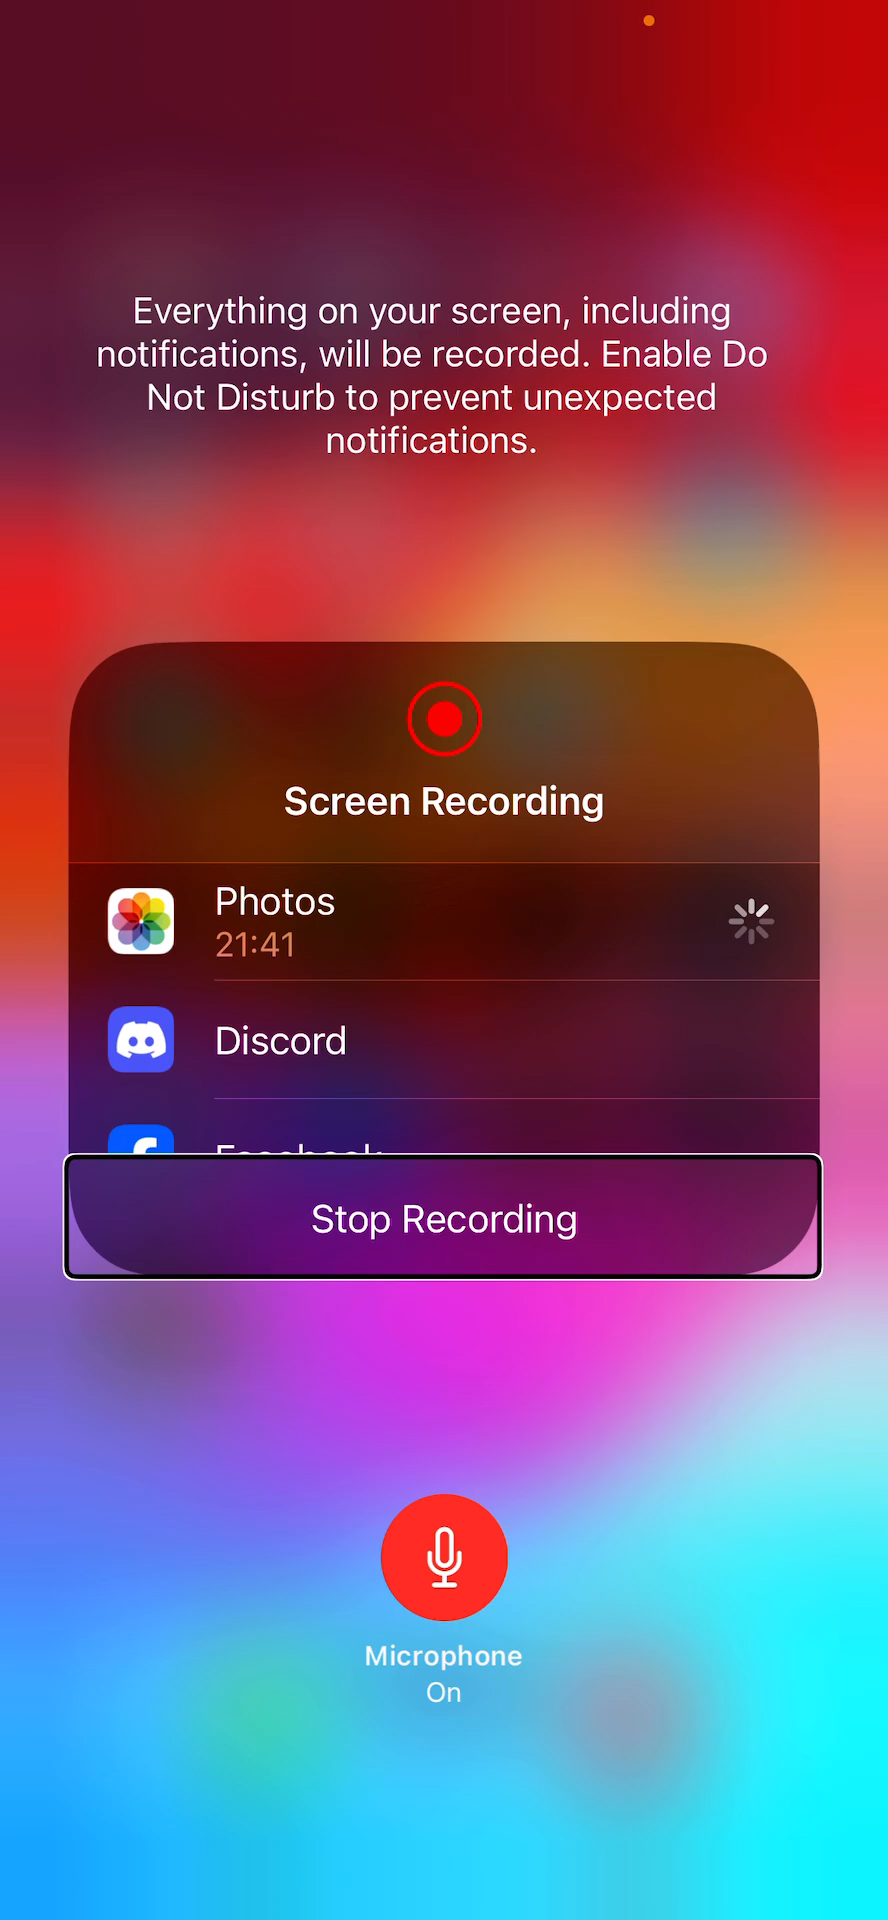 Everything on your screen, including
notifications, will be recorded. Enable Do
Not Disturb to prevent unexpected
notifications.
Screen Recording
Photos
21:41
Discord
Facebook
Stop Recording
Microphone
On